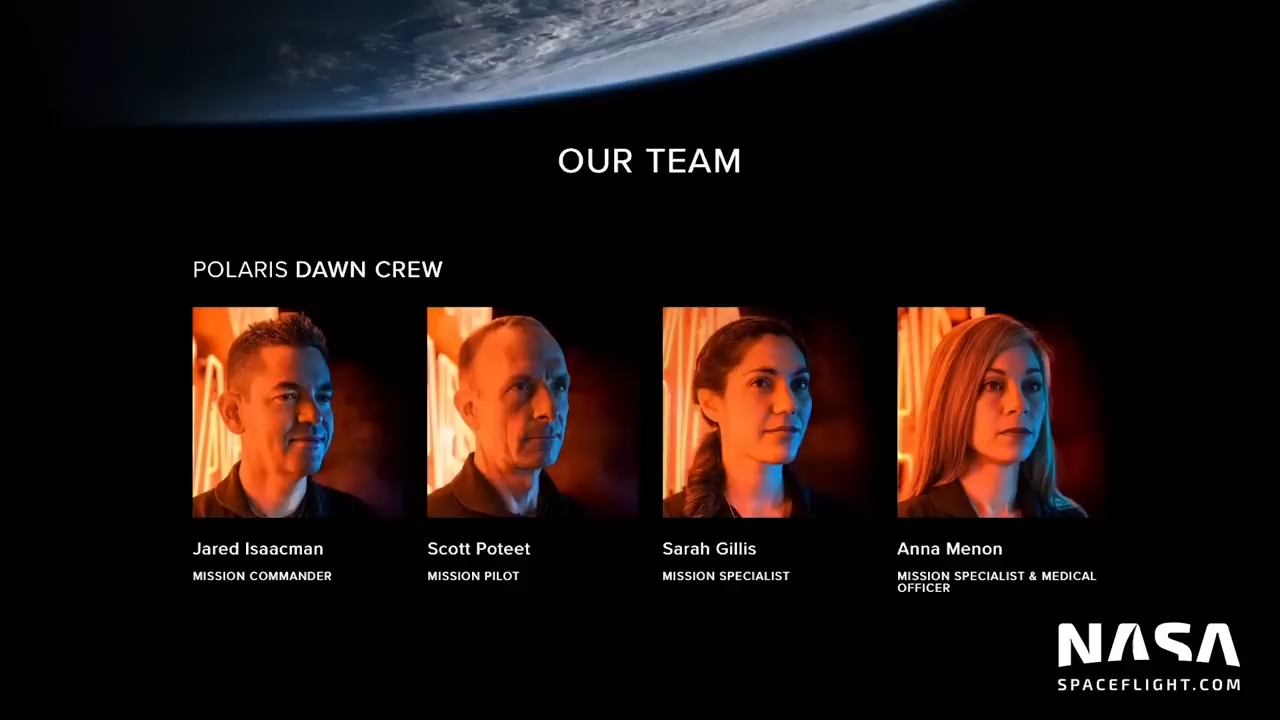 OUR TEAM
POLARIS DAWN CREW
Jared Isaacman
MISSION COMMANDER
Scott Poteet
MISSION PILOT
Sarah Gillis
MISSION SPECIALIST
Anna Menon
MISSION SPECIALIST & MEDICAL
OFFICER
NASA
SPACEFLIGHT.COM